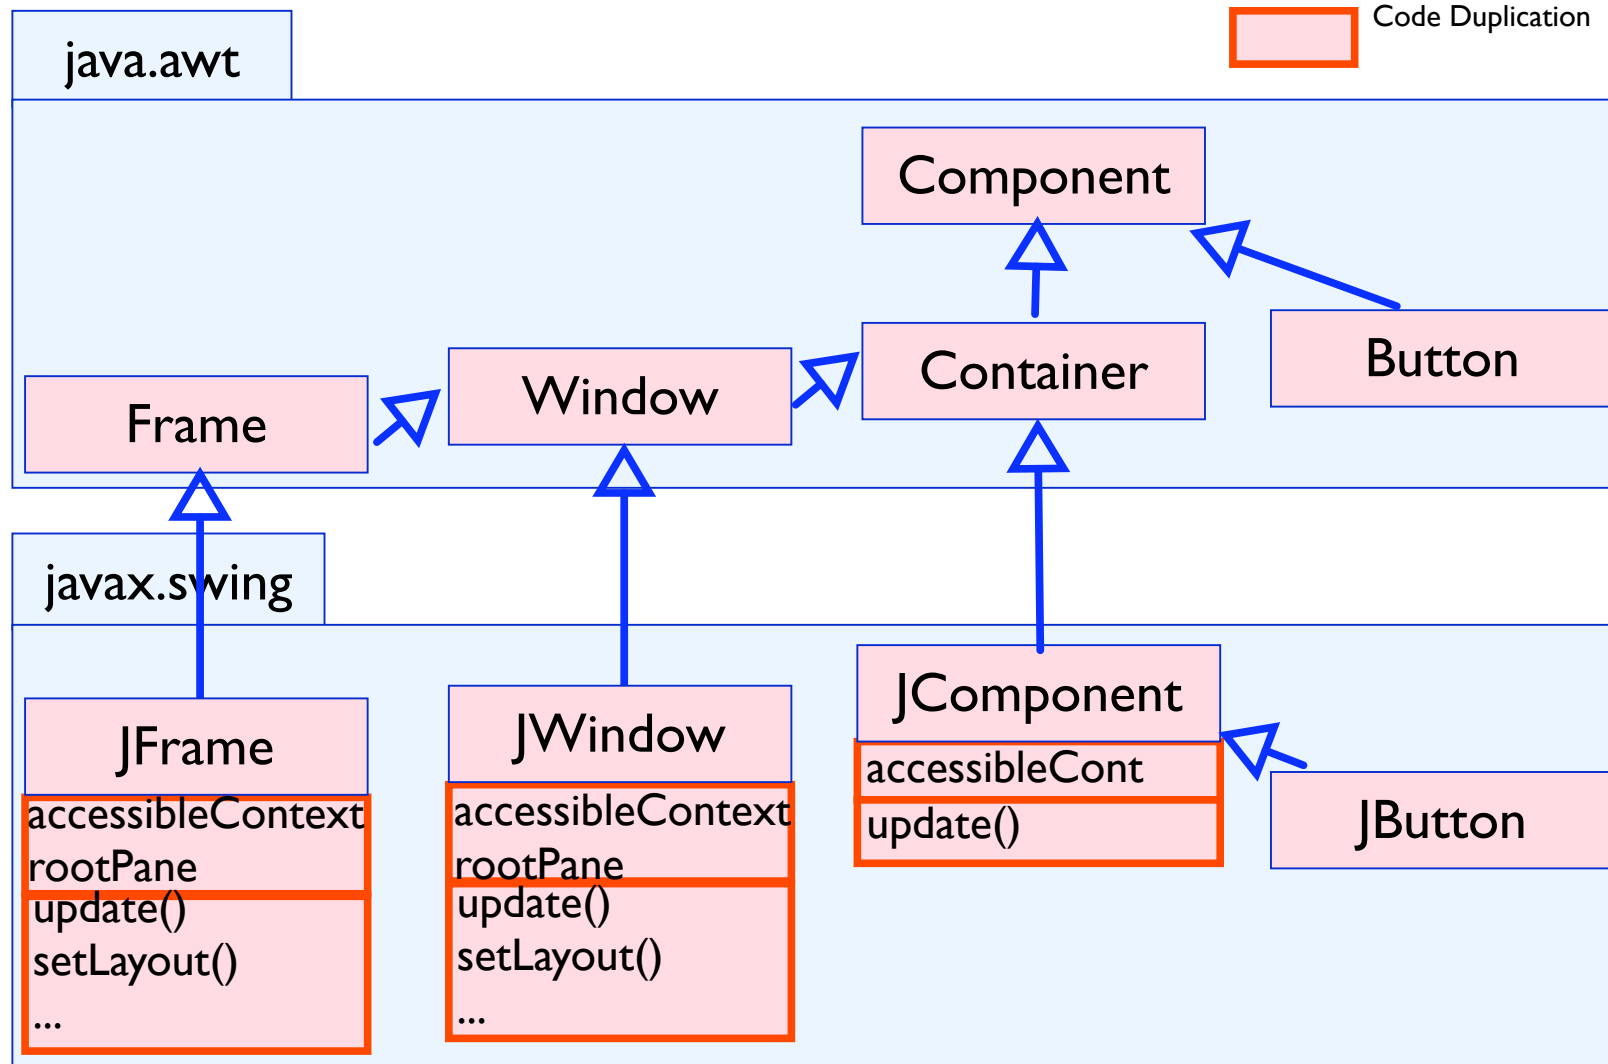 Code Duplication
java.awt
Component
Container
Button
Window
Frame
javax.swing
JFrame
accessibleContext
rootPane
update()
setLayout()
...
JWindow
accessibleContext
rootPane
update()
setLayout()
...
JComponent
accessibleCont
update()
JButton